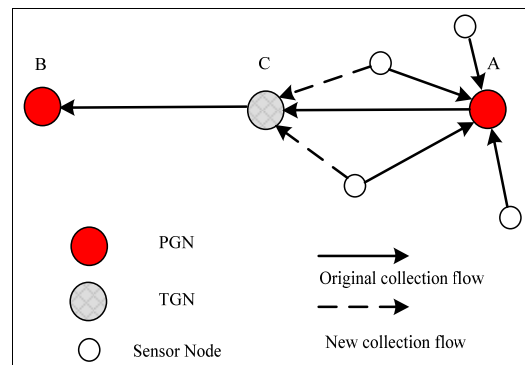 B
C
A
PGN
TGN
Sensor Node
Original collection flow
New collection flow